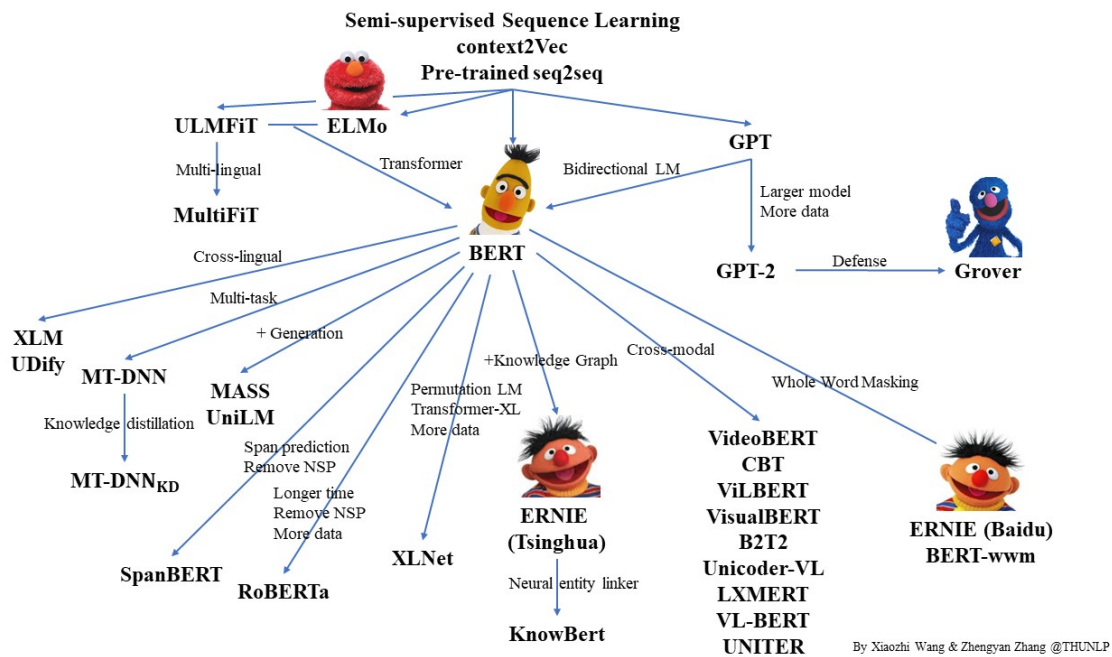 Semi-supervised Sequence Learning
context2Vec
Pre-trained seq2seq
ULMFiT
ELMo
GPT
Multi-lingual
Transformer
Bidirectional LM
Larger model
More data
MultiFiT
BERT
GPT-2
Defense
Grover
Cross-lingual
Multi-task
+ Generation
+Knowledge Graph
Cross-modal
Whole Word Masking
XLM
UDify
MT-DNN
MASS
UniLM
Permutation LM
Transformer-XL
More data
Knowledge distillation
MT-DNNKD
Span prediction
Remove NSP
Longer time
Remove NSP
More data
SpanBERT
RoBERTa
XLNet
ERNIE
(Tsinghua)
Neural entity linker
KnowBert
VideoBERT
CBT
ViLBERT
VisualBERT
B2T2
Unicoder-VL
LXMERT
VL-BERT
UNITER
ERNIE (Baidu)
BERT-wwm
By Xiaozhi Wang & Zhengyan Zhang @THUNLP